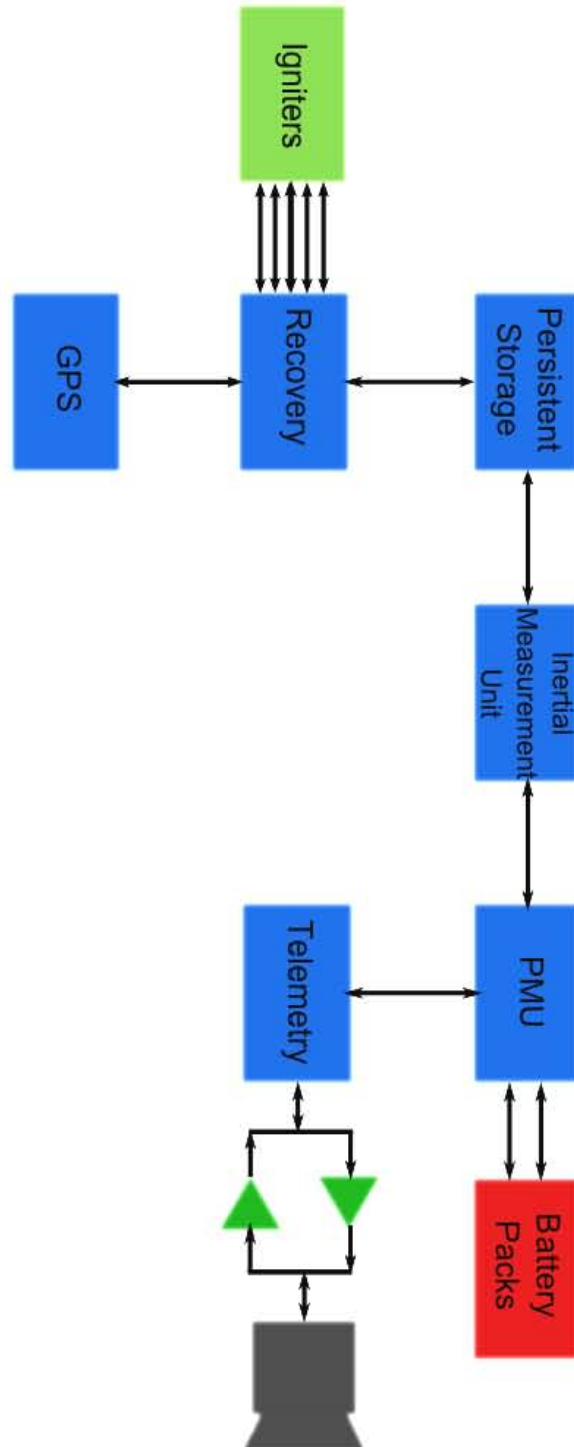 Igniters
GPS
Recovery
Persistent
Storage
Inertial
Measurement
Unit
Telemetry
PMU
Battery
Packs